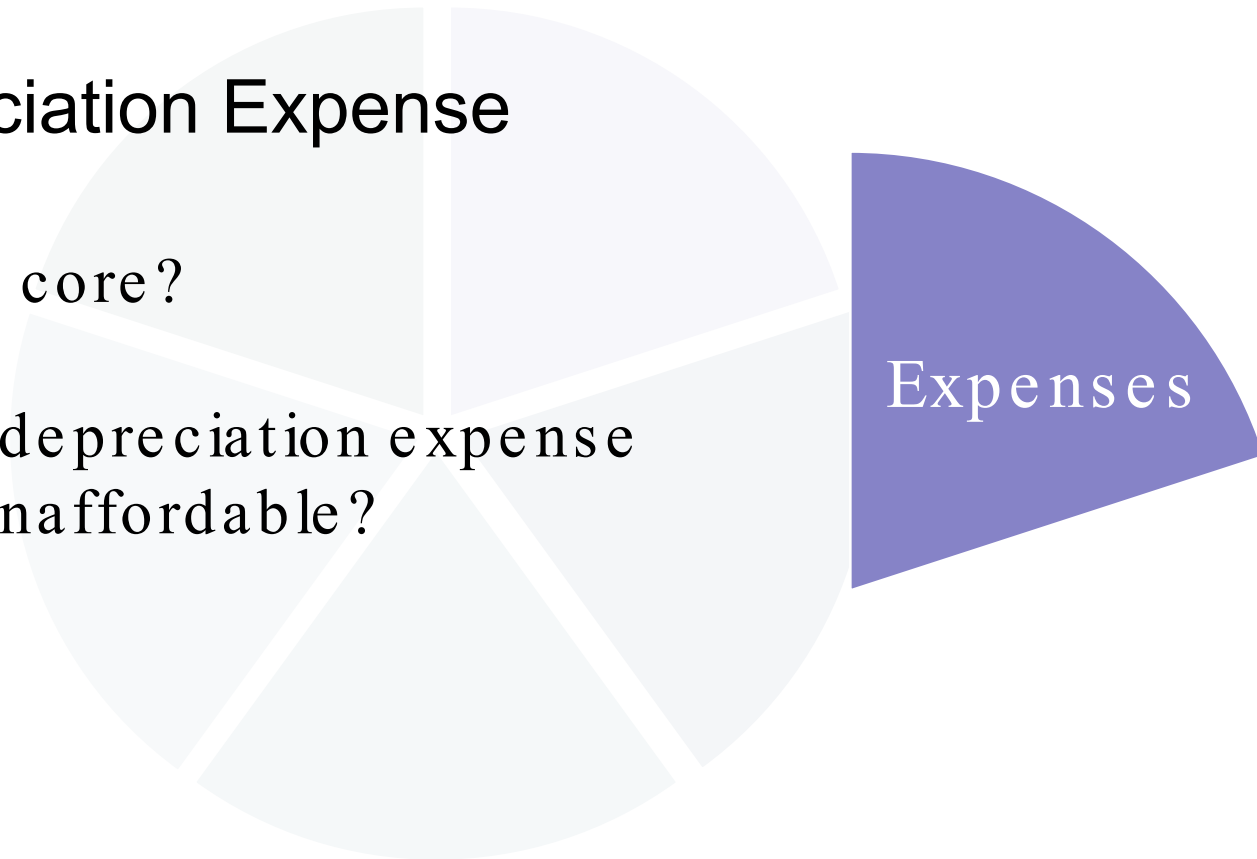 ciation Expense
core?
Expenses
depreciation expense
naffordable?